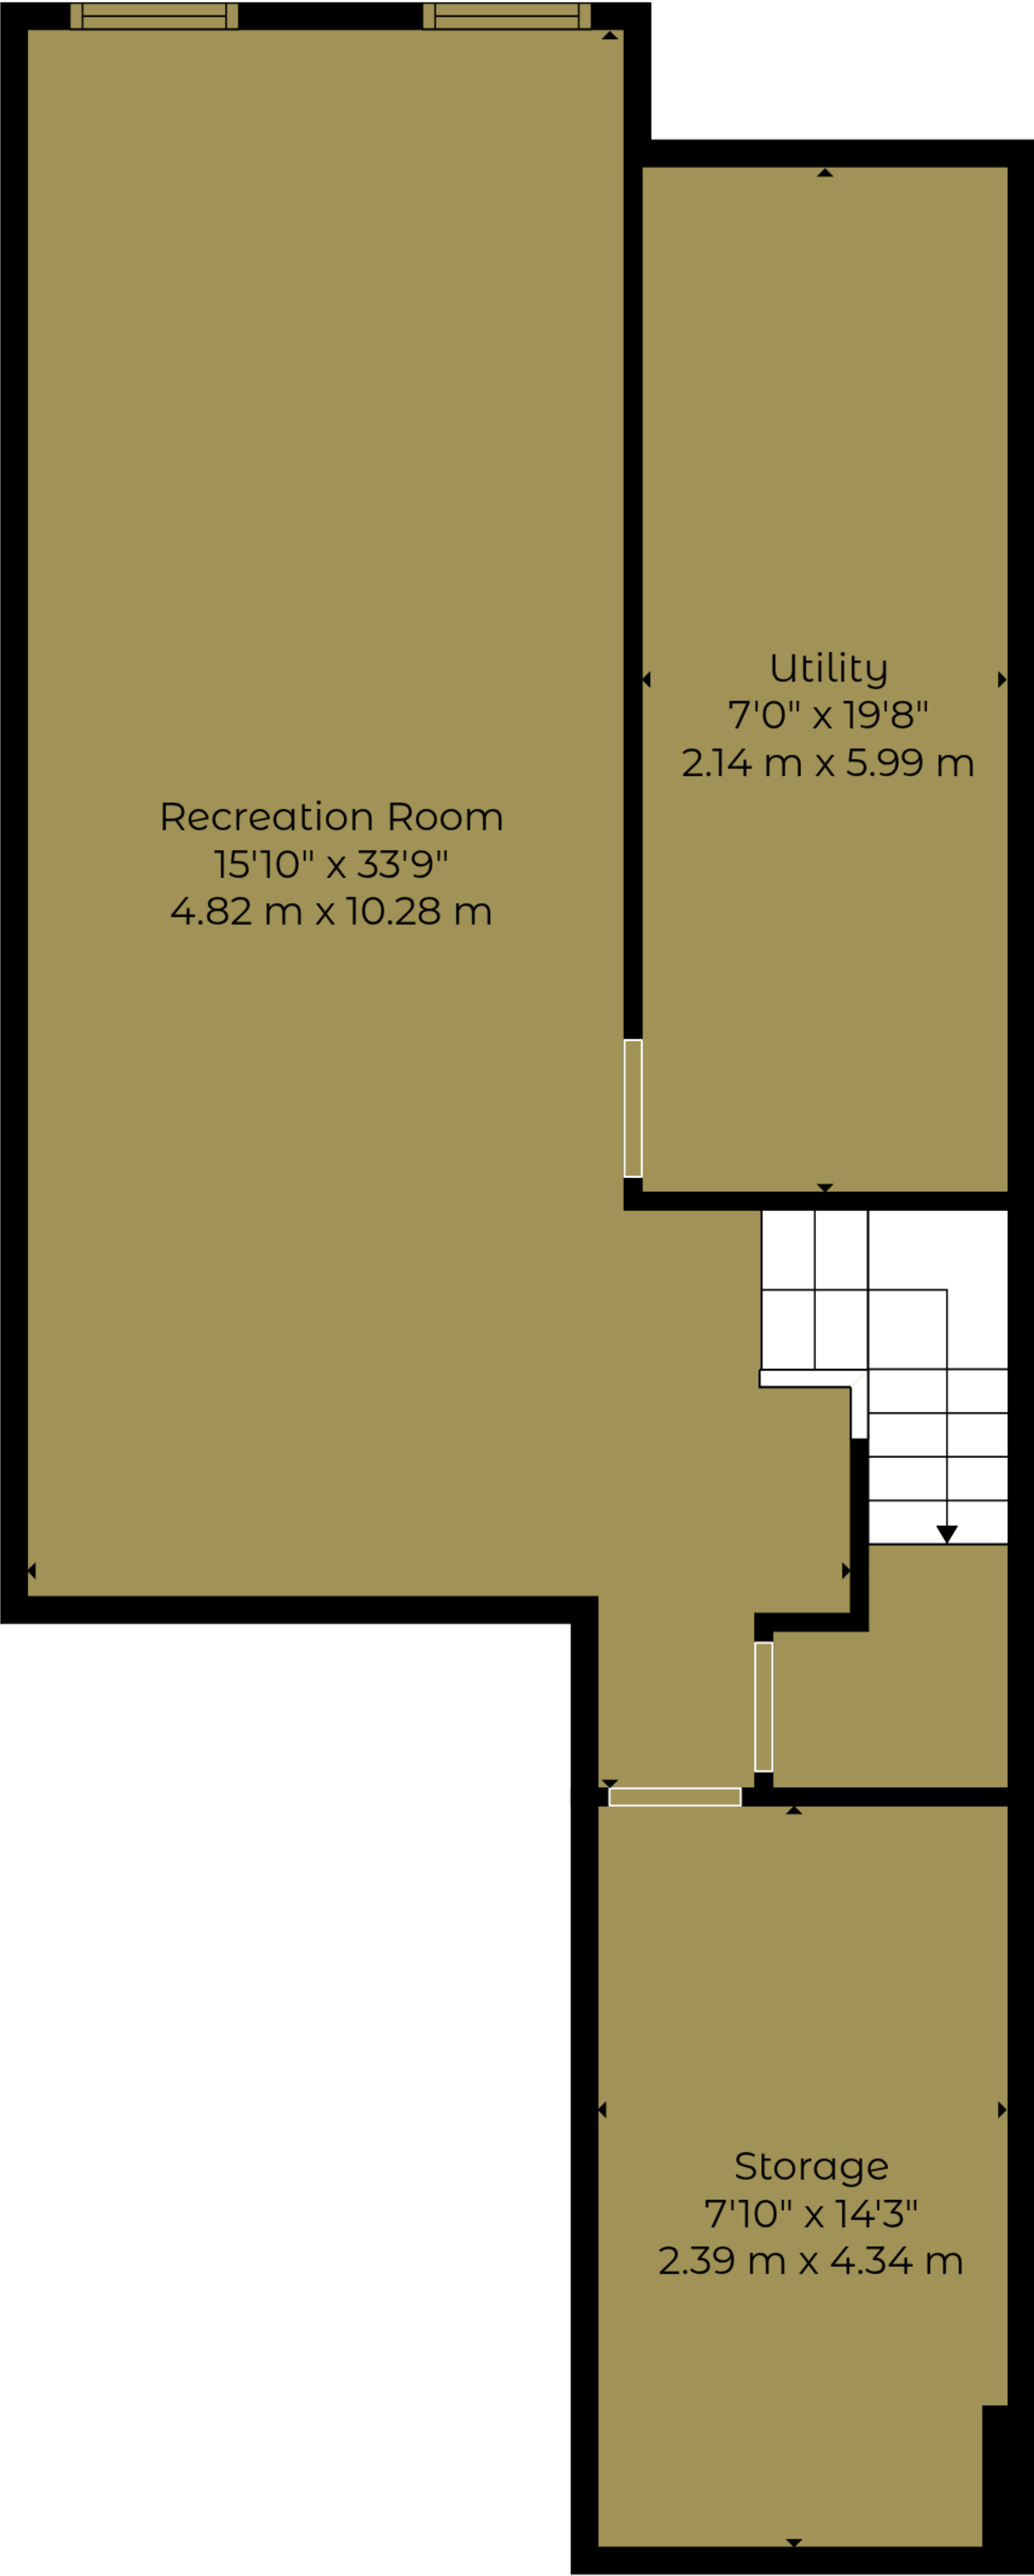 Utility
7'0" x 19'8"
2.14 m x 5.99 m
Recreation Room
15'10" x 33'9"
4.82 m x 10.28 m
Storage
7'10" x 14'3"
2.39 m x 4.34 m